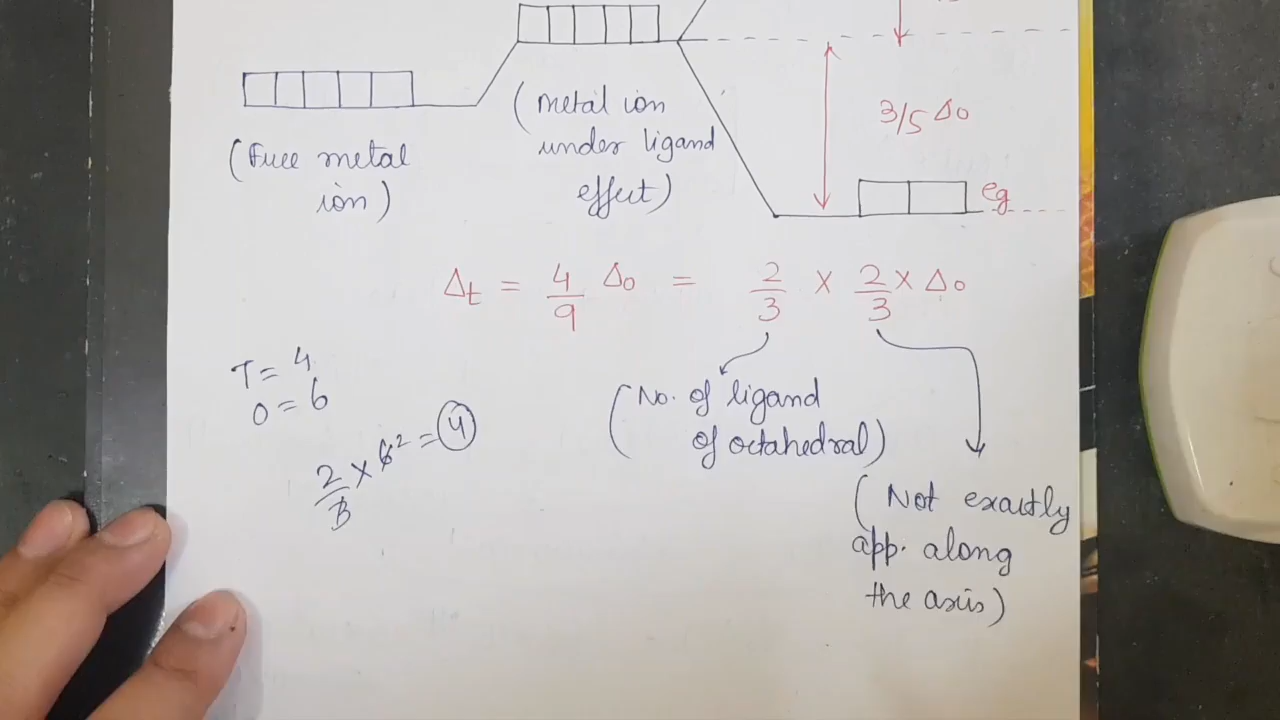 (Free metal
ion)
(metal ion
under ligand
effect)
3/5 Δo
eg
Δt = 4/9 Δo = 2/3 × 2/3 × Δo
T = 4
O = 6
2/3 × 6² = 4
(No. of ligand
of octahedral)
(Not exactly
app. along
the axis)